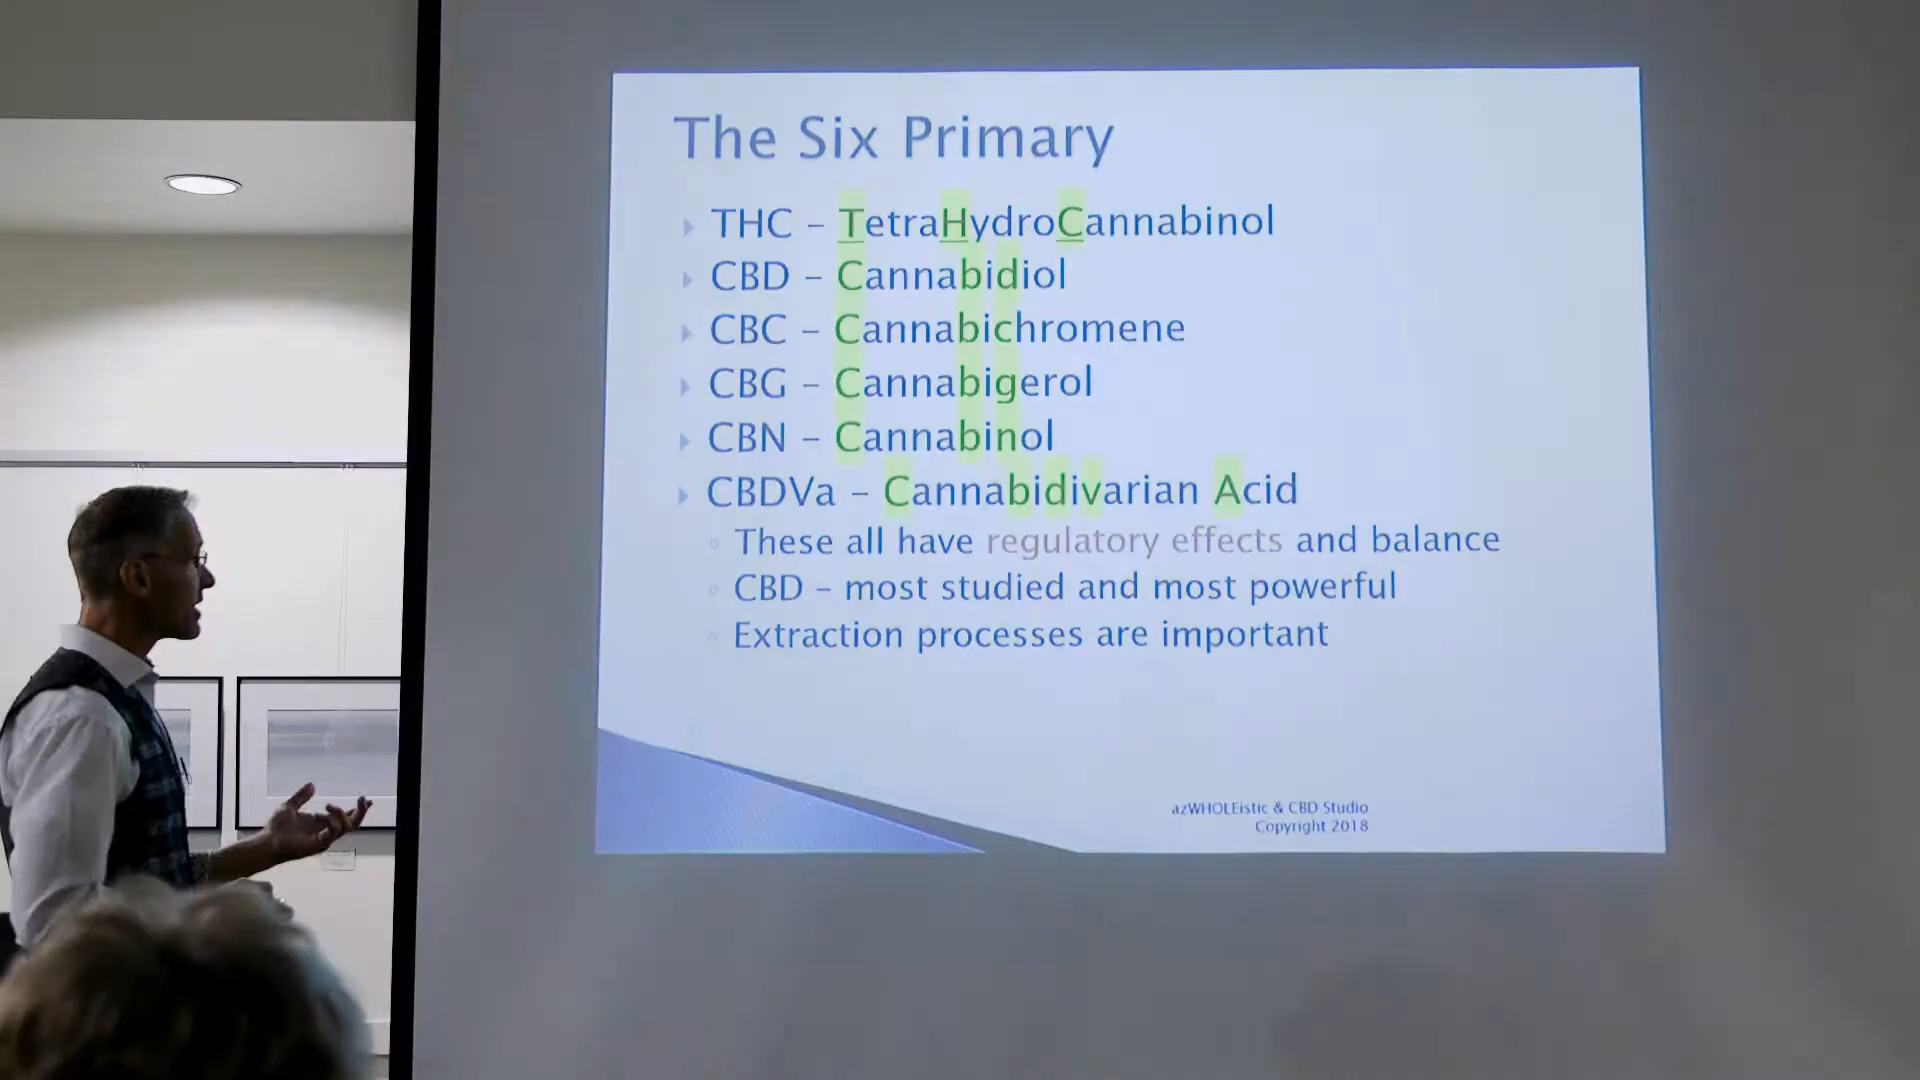 The Six Primary
THC – TetraHydroCannabinol
CBD – Cannabidiol
CBC – Cannabichromene
CBG – Cannabigerol
CBN – Cannabinol
CBDVa – Cannabidivarian Acid
These all have regulatory effects and balance
CBD – most studied and most powerful
Extraction processes are important
azWHOLEistic & CBD Studio
Copyright 2018